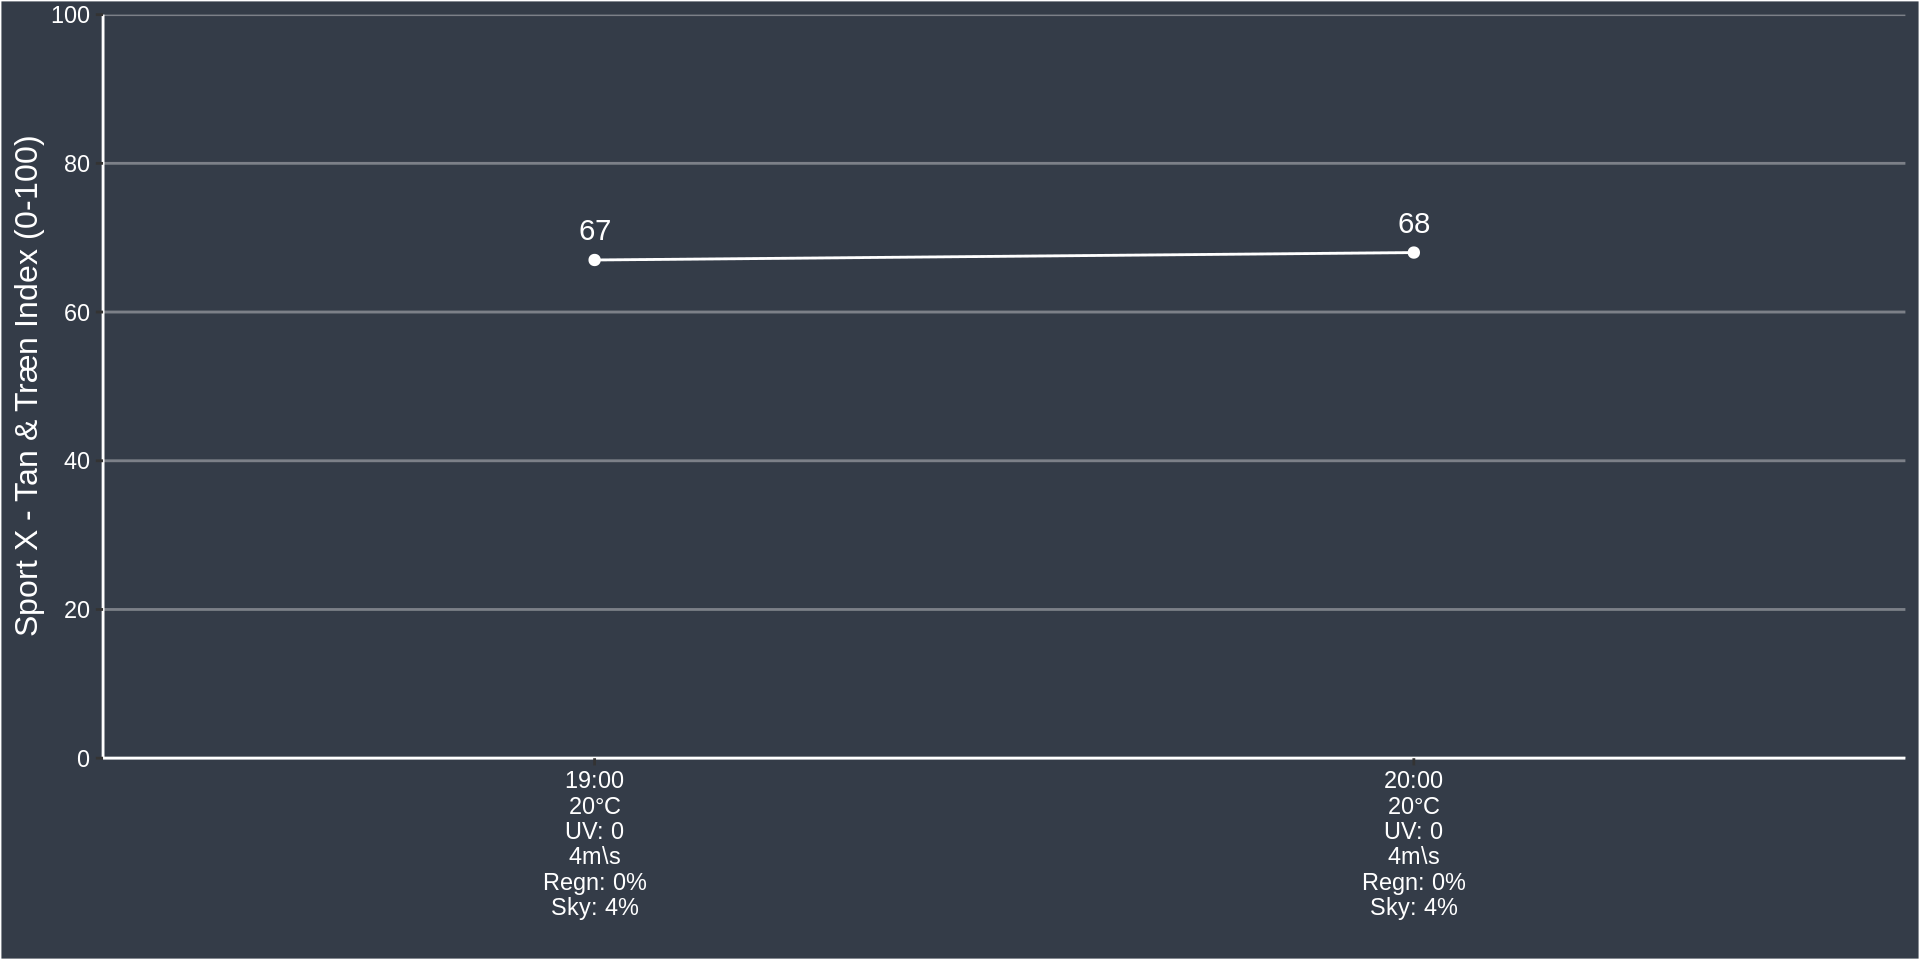 Sport X - Tan & Træn Index (0-100)
100
80
60
40
20
0
67
68
19:00
20°C
UV: 0
4m\s
Regn: 0%
Sky: 4%
20:00
20°C
UV: 0
4m\s
Regn: 0%
Sky: 4%